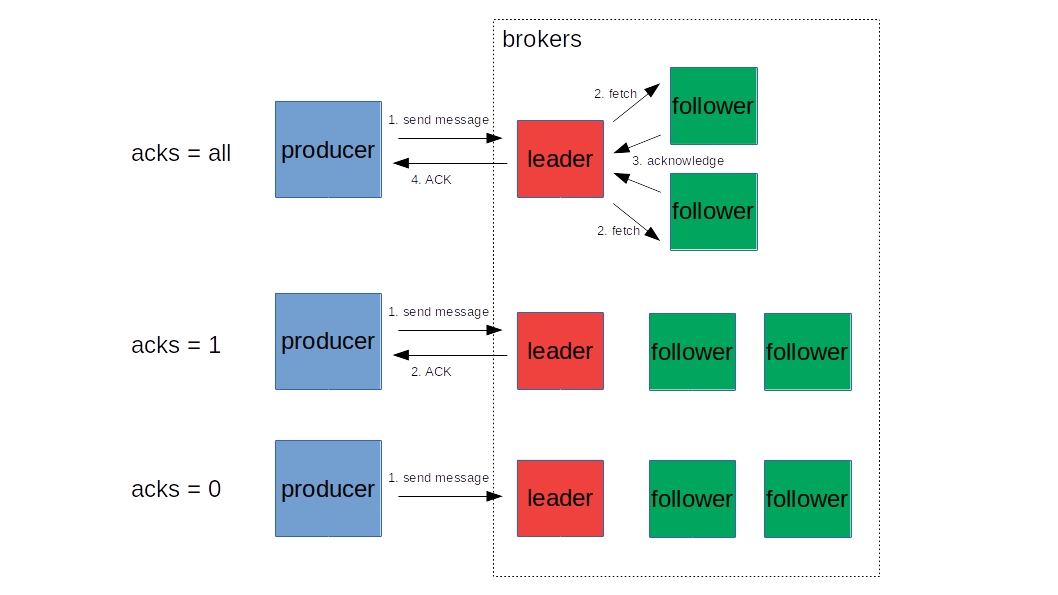 brokers
2. fetch
follower
1. send message
producer
leader
acks = all
3. acknowledge
4. ACK
follower
2. fetch
1. send message
producer
leader
follower
follower
acks = 1
2. ACK
1. send message
producer
leader
follower
follower
acks = 0